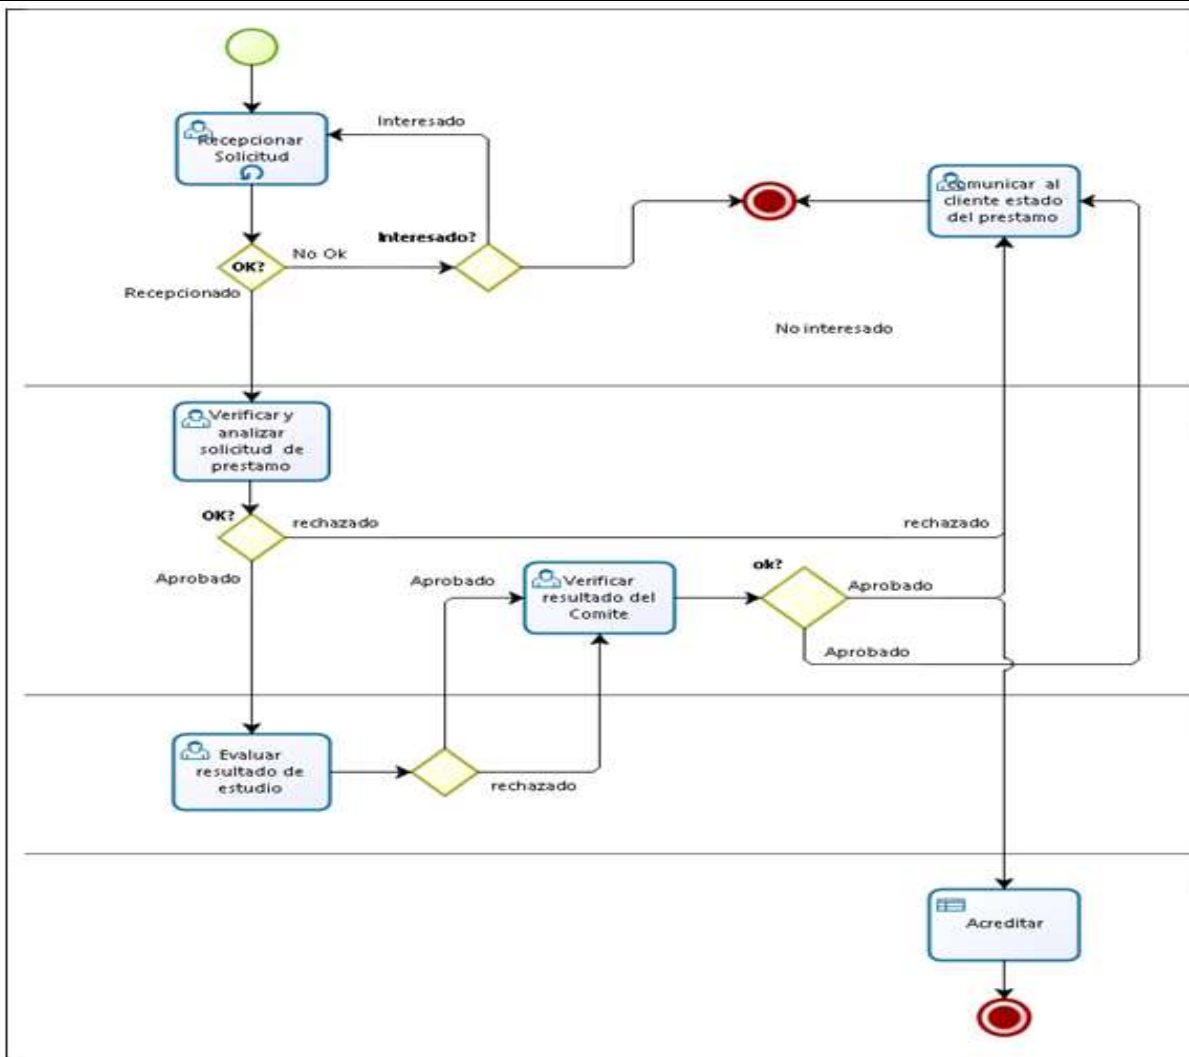 Interesado
Recepcionar
Solicitud
comunicar al
cliente estado
del prestamo
Interesado?
No Ok
OK?
Recepcionado
No interesado
Verificar y
analizar
solicitud de
prestamo
OK?
rechazado
rechazado
ok?
Aprobado
Aprobado
Verificar
resultado del
Comite
Aprobado
Aprobado
Evaluar
resultado de
estudio
rechazado
Acreditar